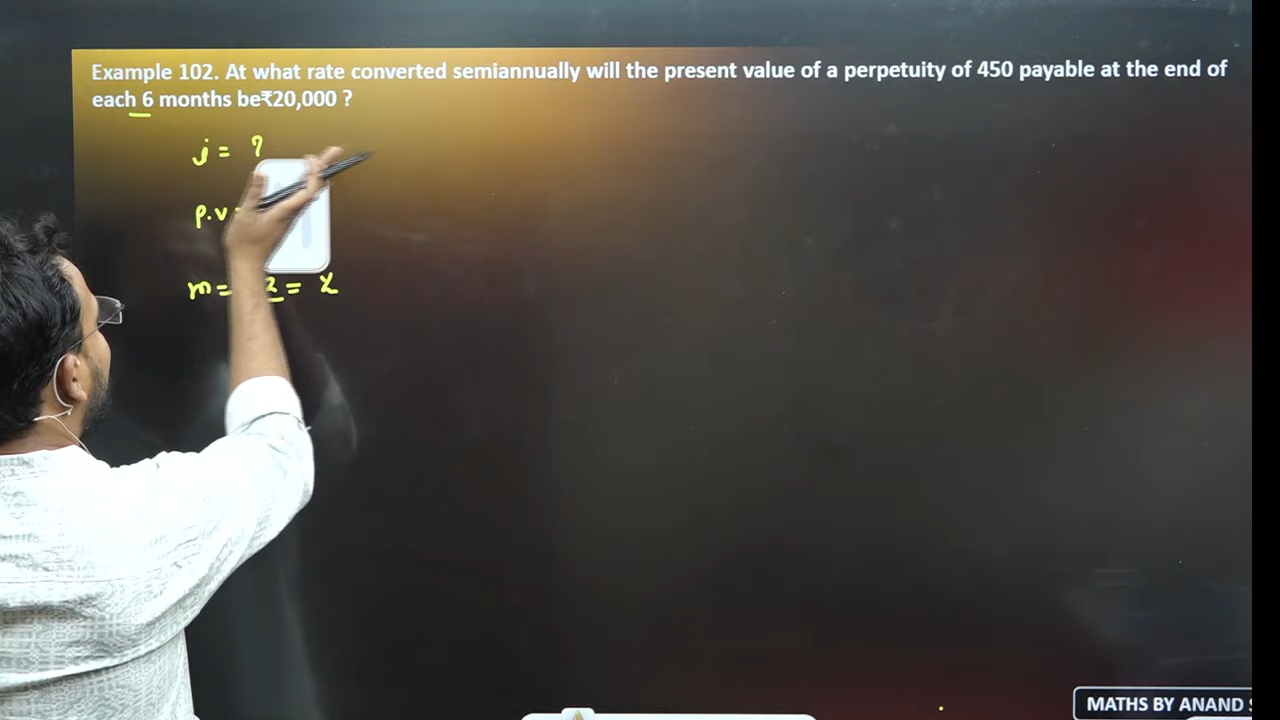 Example 102. At what rate converted semiannually will the present value of a perpetuity of 450 payable at the end of
each 6 months be₹20,000 ?
j = ?
p.v =
m = 2 = 2
MATHS BY ANAND S